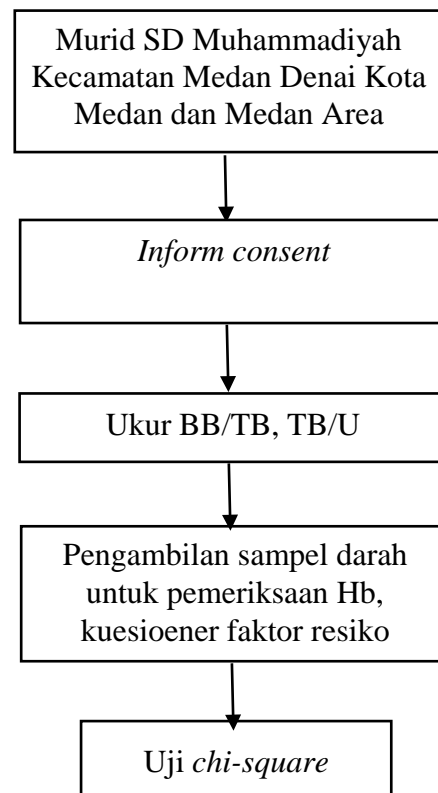 Murid SD Muhammadiyah
Kecamatan Medan Denai Kota
Medan dan Medan Area
Inform consent
Ukur BB/TB, TB/U
Pengambilan sampel darah
untuk pemeriksaan Hb,
kuesioener faktor resiko
Uji chi-square